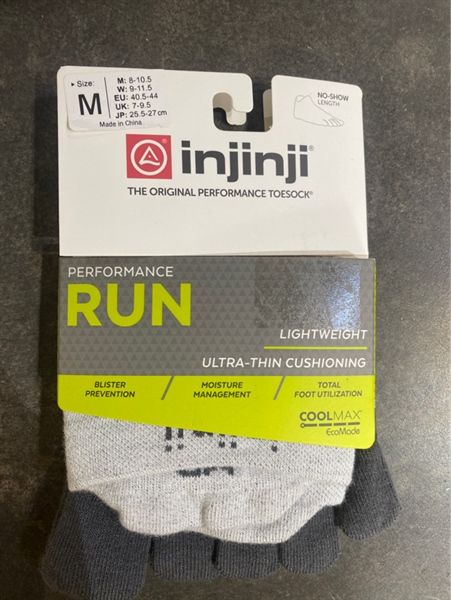 ▸ Size:
M
M: 8-10.5
W: 9-11.5
EU: 40.5-44
UK: 7-9.5
JP: 25.5-27cm
Made in China
NO-SHOW
LENGTH
injinji®
THE ORIGINAL PERFORMANCE TOESOCK®
PERFORMANCE
RUN
LIGHTWEIGHT
ULTRA-THIN CUSHIONING
BLISTER
PREVENTION
MOISTURE
MANAGEMENT
TOTAL
FOOT UTILIZATION
COOLMAX®
EcoMade